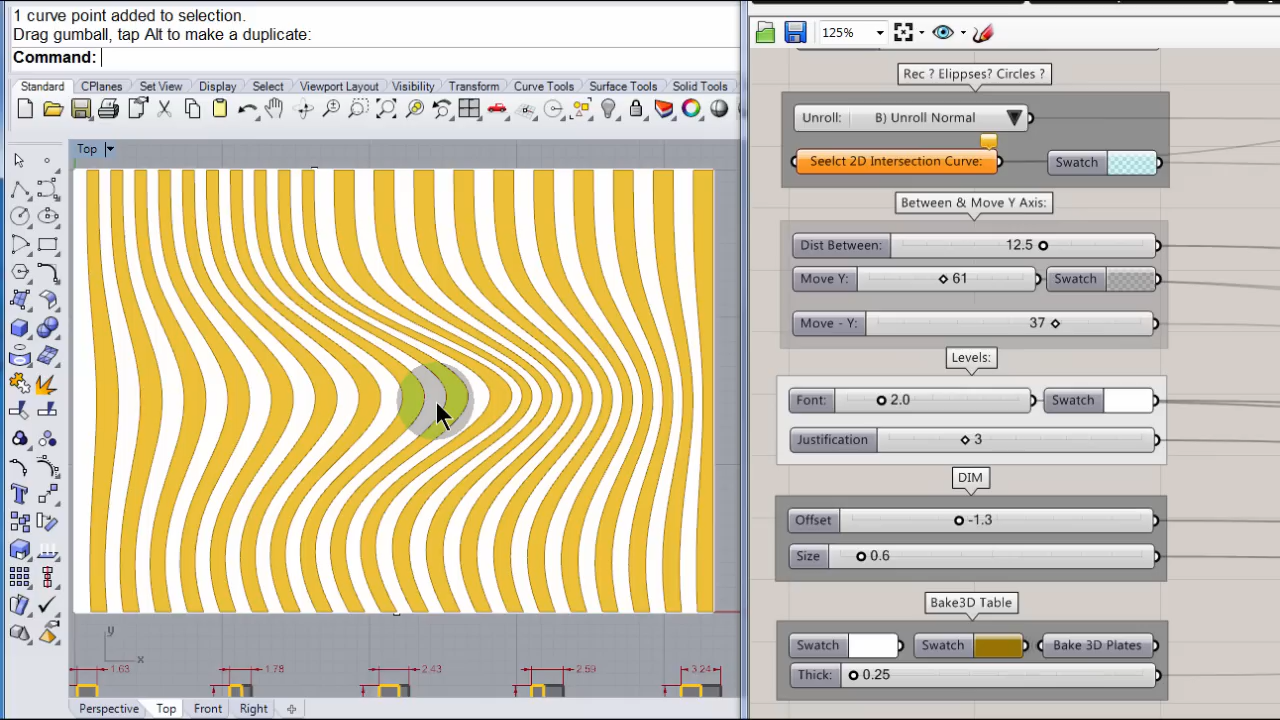 1 curve point added to selection.
Drag gumball, tap Alt to make a duplicate:
Command:
Standard CPlanes Set View Display Select Viewport Layout Visibility Transform Curve Tools Surface Tools Solid Tools
Top
y
x
1.63 1.78 2.43 2.59 3.24
Perspective Top Front Right
125%
Rec ? Elippses? Circles ?
Unroll: B) Unroll Normal
Seelct 2D Intersection Curve: Swatch
Between & Move Y Axis:
Dist Between: 12.5
Move Y: 61 Swatch
Move - Y: 37
Levels:
Font: 2.0 Swatch
Justification 3
DIM
Offset -1.3
Size 0.6
Bake3D Table
Swatch Swatch Bake 3D Plates
Thick: 0.25